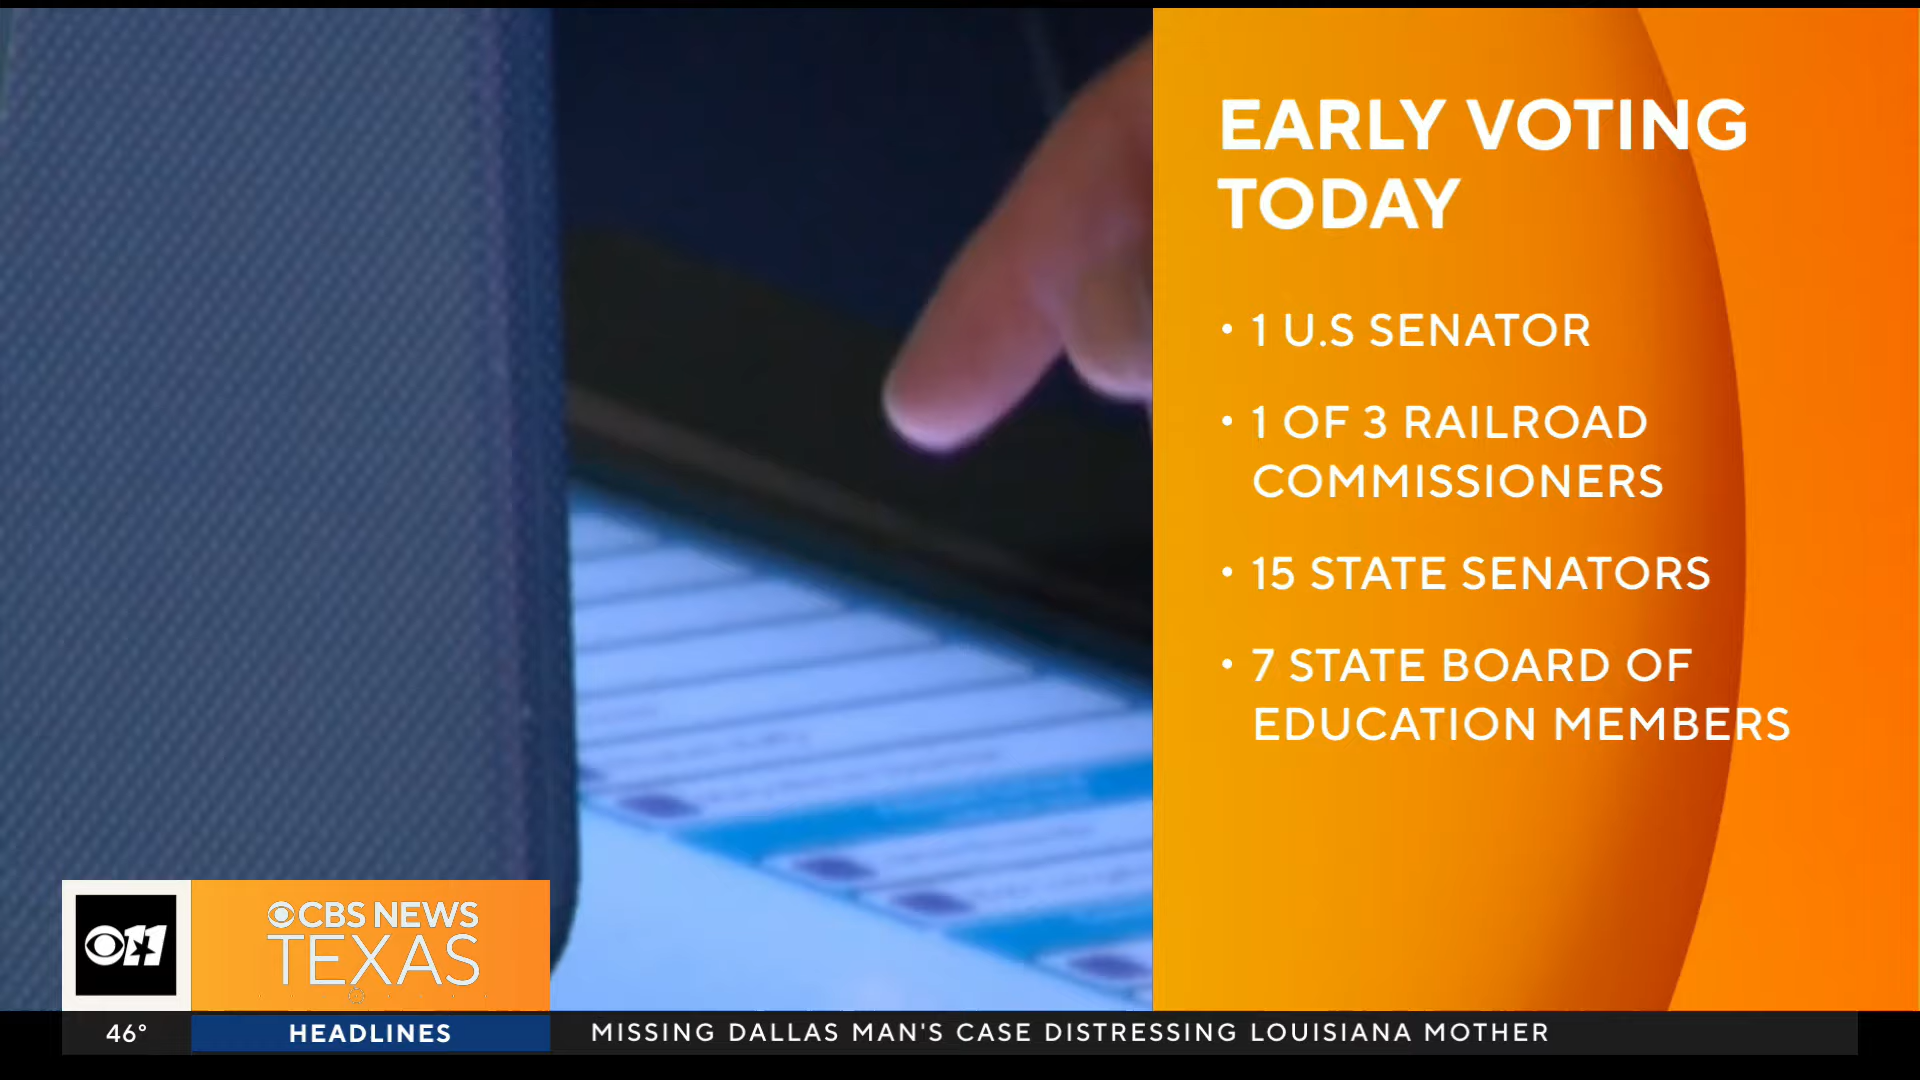 EARLY VOTING
TODAY
• 1 U.S SENATOR
• 1 OF 3 RAILROAD
COMMISSIONERS
• 15 STATE SENATORS
• 7 STATE BOARD OF
EDUCATION MEMBERS
11
CBS NEWS
TEXAS
46°
HEADLINES
MISSING DALLAS MAN'S CASE DISTRESSING LOUISIANA MOTHER